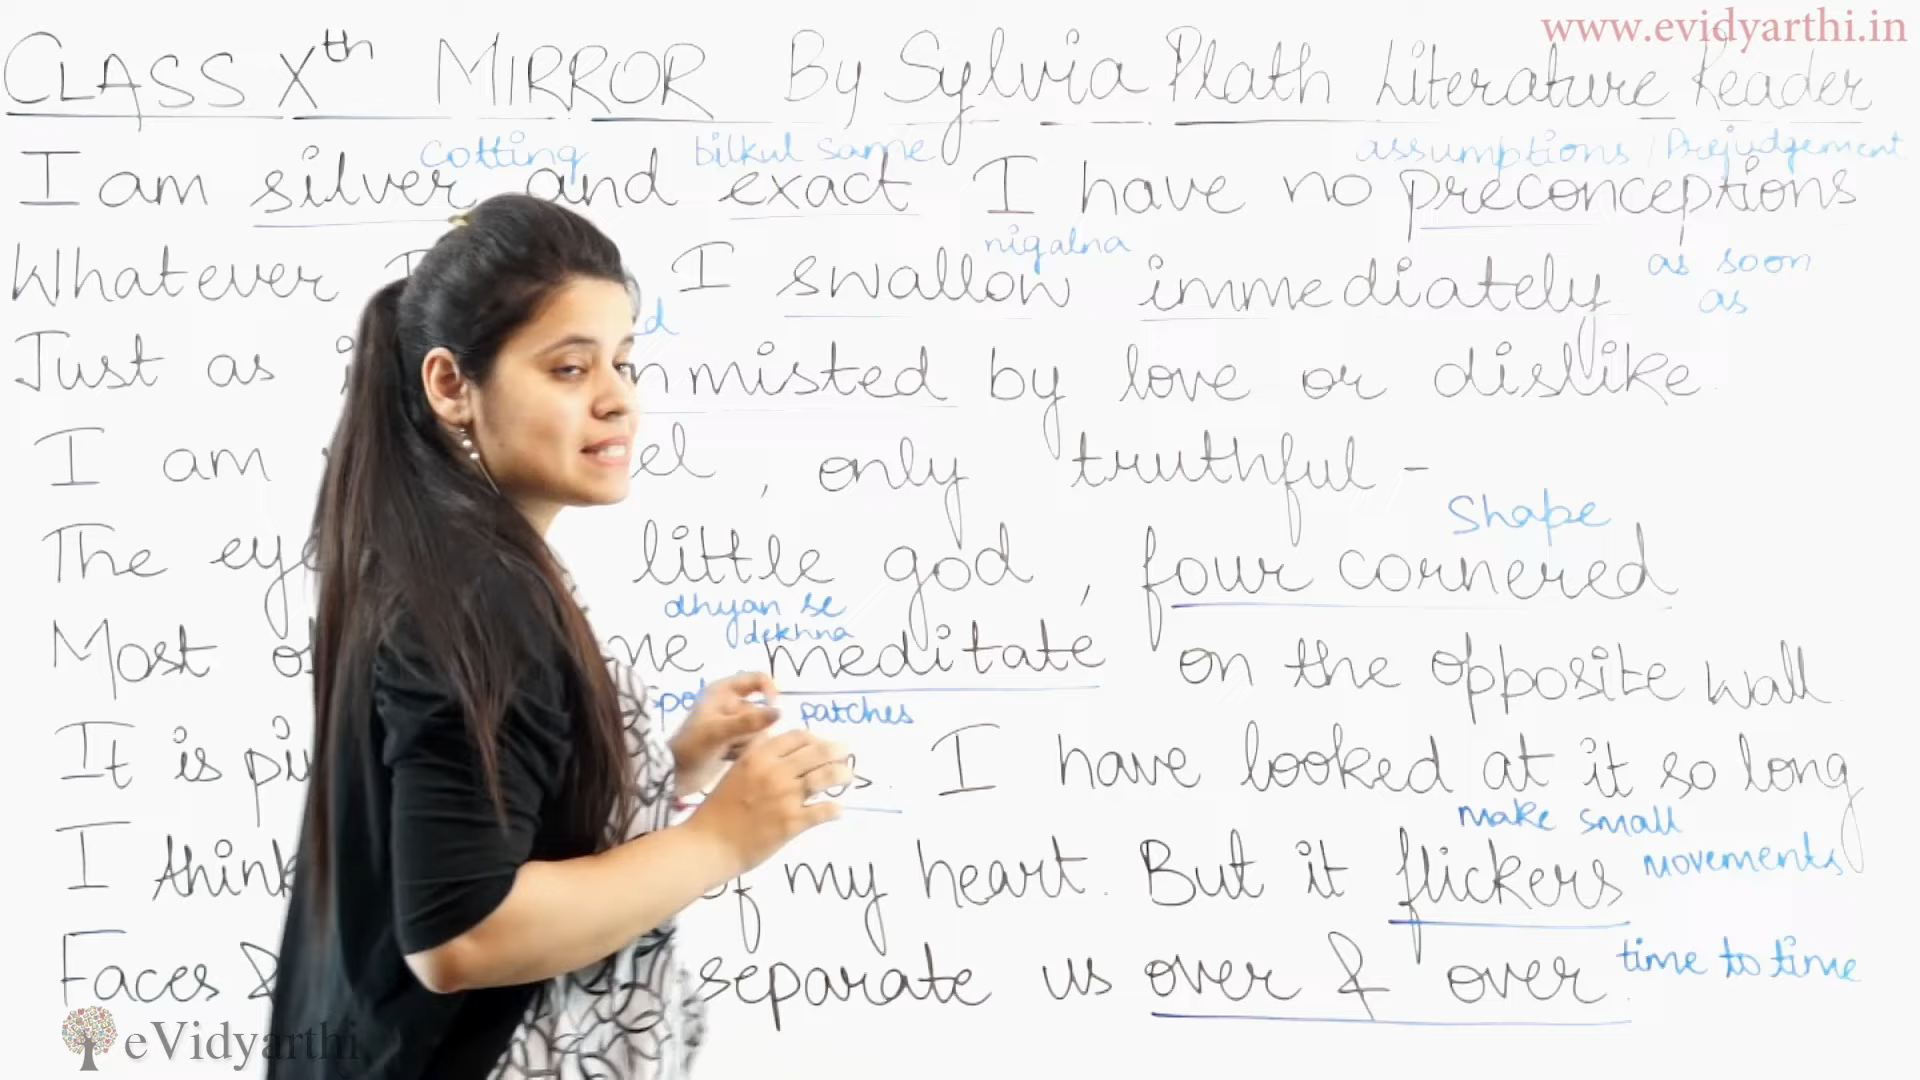 www.evidyarthi.in
CLASS Xth MIRROR By Sylvia Plath Literature Reader
cotting bilkul same assumptions / Prejudgement
I am silver and exact I have no preconceptions
nigalna as soon
Whatever I I swallow immediately as
Just as by love or dislike
I am , only truthful -
Shape
The little god , four cornered
dhyan se
dekhna
Most meditate on the opposite wall
patches
It is I have looked at it so long
make small
I think of my heart. But it flickers movements
Faces & separate us over & over time to time
eVidyarthi